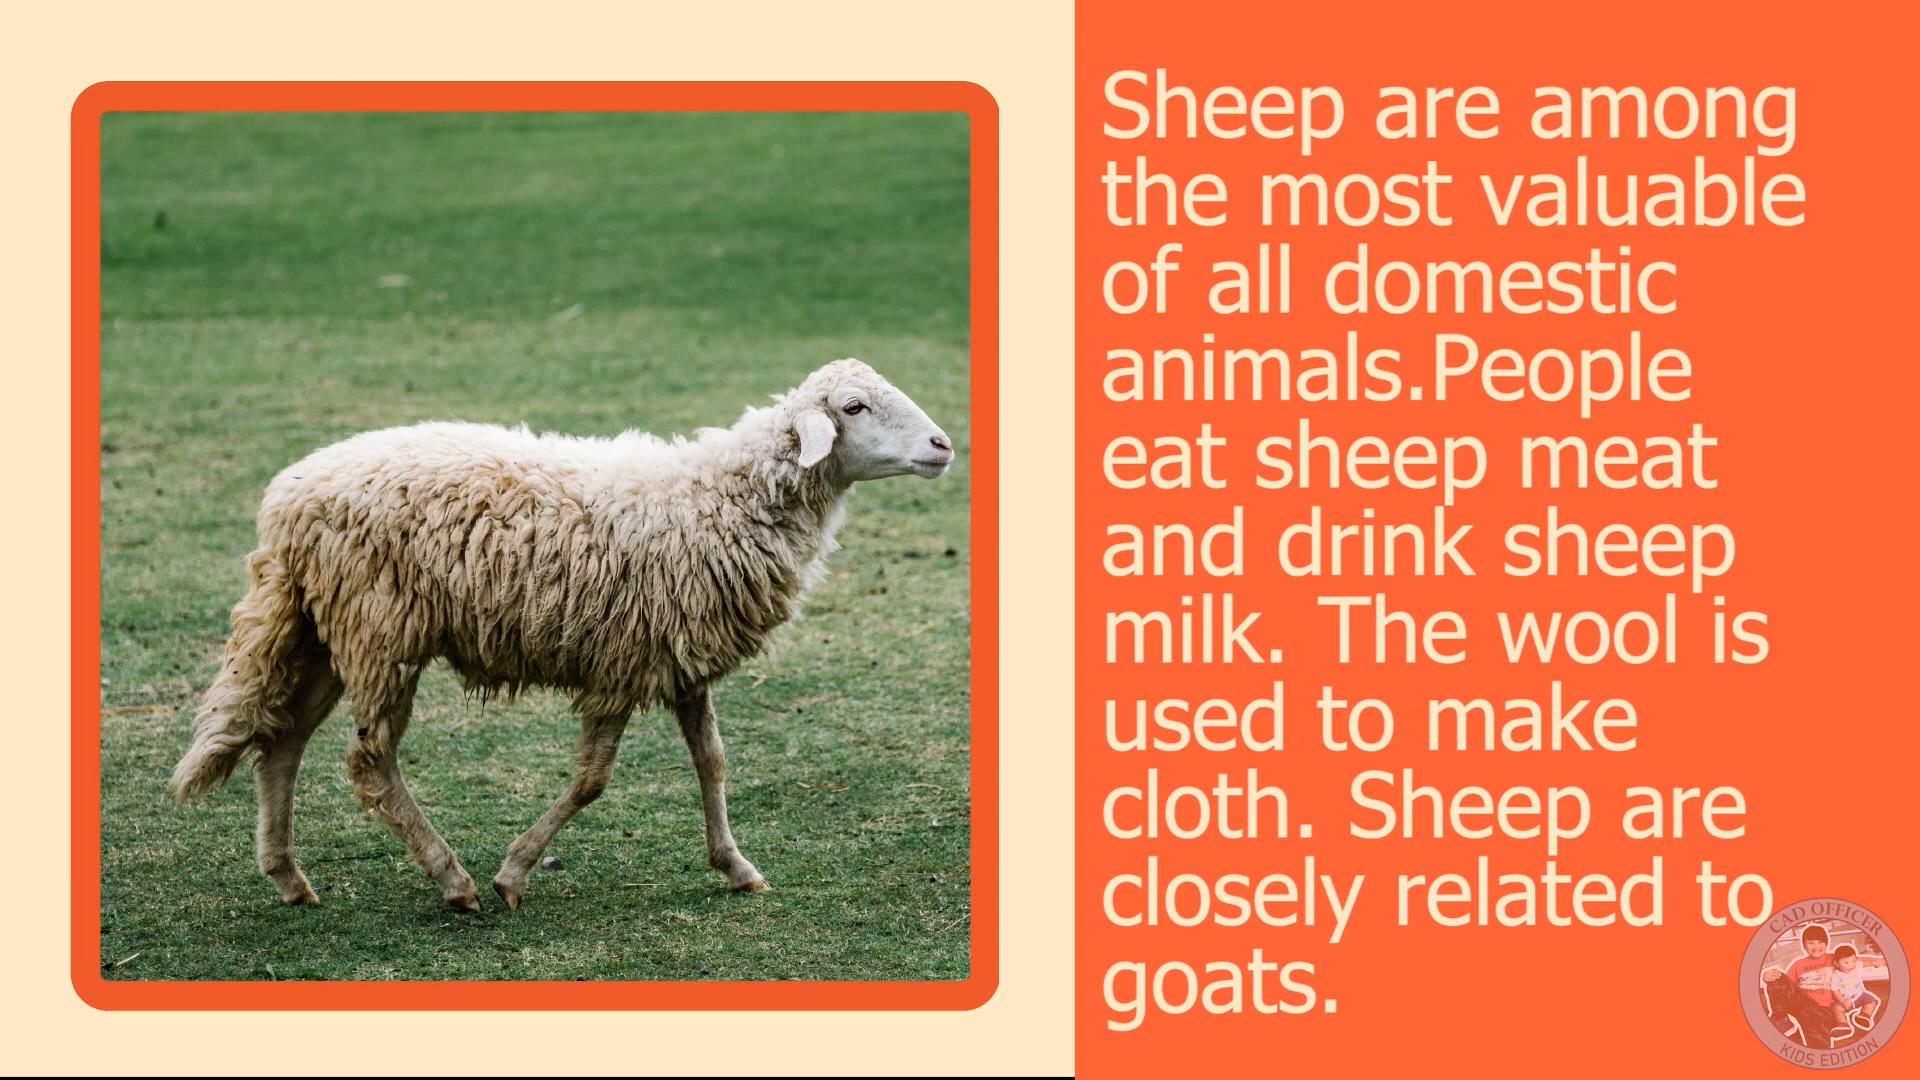 Sheep are among
the most valuable
of all domestic
animals.People
eat sheep meat
and drink sheep
milk. The wool is
used to make
cloth. Sheep are
closely related to
goats.
CAD OFFICER
KIDS EDITION